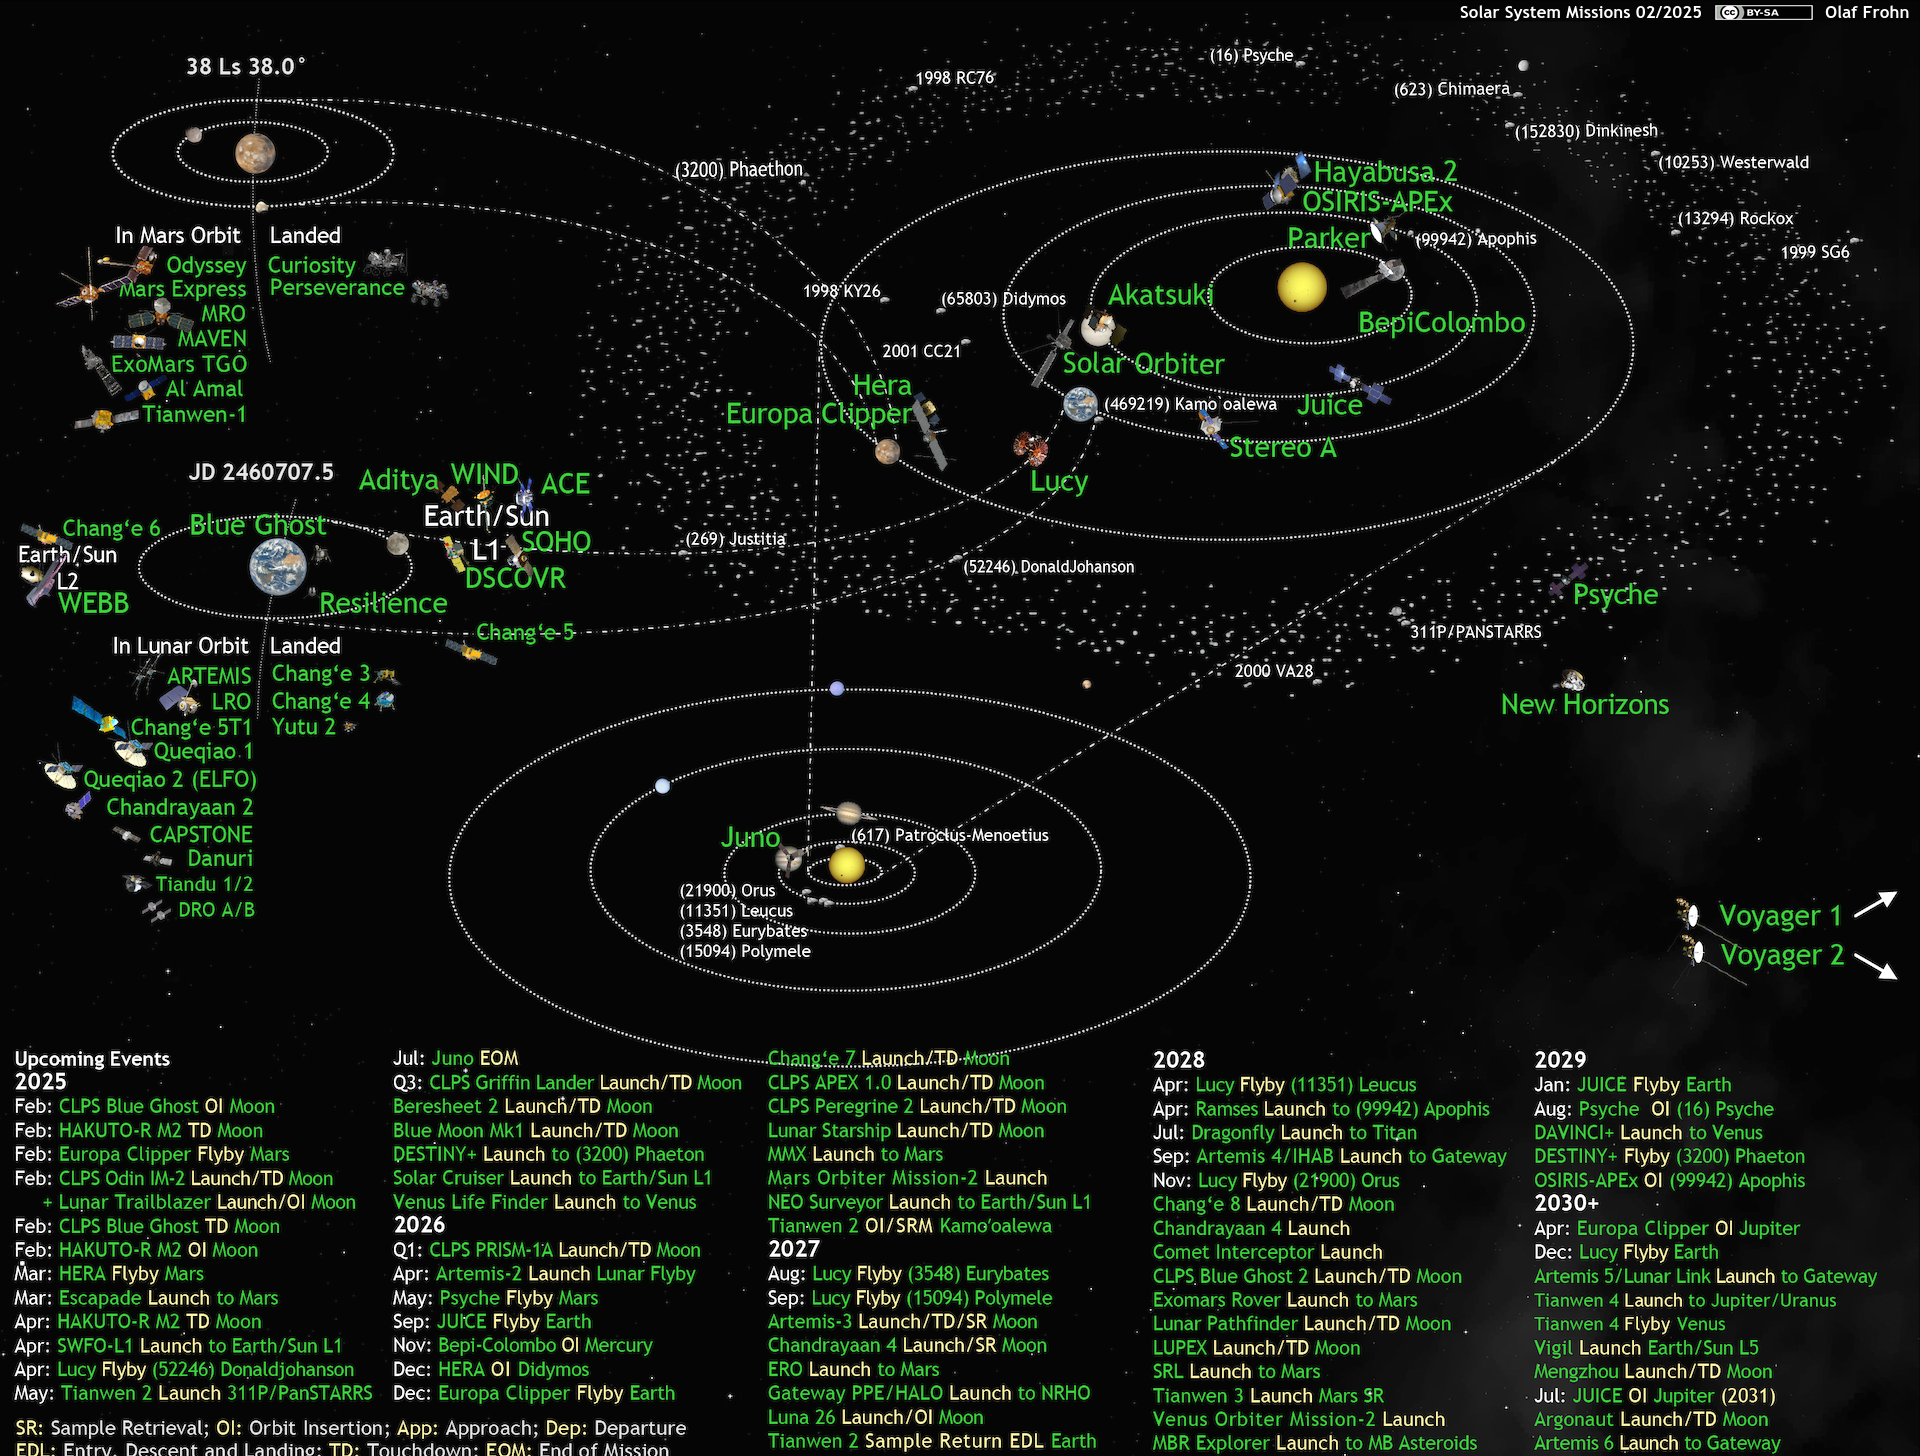 Solar System Missions 02/2025 cc BY-SA Olaf Frohn
38 Ls 38.0°
(16) Psyche
1998 RC76
(623) Chimaera
(152830) Dinkinesh
(10253) Westerwald
(3200) Phaethon
Hayabusa 2
OSIRIS-APEx
(13294) Rockox
Parker
(99942) Apophis
1999 SG6
In Mars Orbit
Odyssey
Mars Express
MRO
MAVEN
ExoMars TGO
Al Amal
Tianwen-1
Landed
Curiosity
Perseverance
1998 KY26
(65803) Didymos
Akatsuki
BepiColombo
2001 CC21
Solar Orbiter
Hera
Europa Clipper
(469219) Kamo oalewa
Juice
Stereo A
Lucy
JD 2460707.5
Aditya
WIND
ACE
Earth/Sun
L1
SOHO
DSCOVR
Chang‘e 6
Blue Ghost
Earth/Sun
L2
WEBB
Resilience
Chang‘e 5
(269) Justitia
(52246) DonaldJohanson
Psyche
311P/PANSTARRS
2000 VA28
New Horizons
In Lunar Orbit
ARTEMIS
LRO
Chang‘e 5T1
Queqiao 1
Queqiao 2 (ELFO)
Chandrayaan 2
CAPSTONE
Danuri
Tiandu 1/2
DRO A/B
Landed
Chang‘e 3
Chang‘e 4
Yutu 2
Juno
(617) Patroclus-Menoetius
(21900) Orus
(11351) Leucus
(3548) Eurybates
(15094) Polymele
Voyager 1
Voyager 2
Upcoming Events
2025
Feb: CLPS Blue Ghost OI Moon
Feb: HAKUTO-R M2 TD Moon
Feb: Europa Clipper Flyby Mars
Feb: CLPS Odin IM-2 Launch/TD Moon
+ Lunar Trailblazer Launch/OI Moon
Feb: CLPS Blue Ghost TD Moon
Feb: HAKUTO-R M2 OI Moon
Mar: HERA Flyby Mars
Mar: Escapade Launch to Mars
Apr: HAKUTO-R M2 TD Moon
Apr: SWFO-L1 Launch to Earth/Sun L1
Apr: Lucy Flyby (52246) Donaldjohanson
May: Tianwen 2 Launch 311P/PanSTARRS
Jul: Juno EOM
Q3: CLPS Griffin Lander Launch/TD Moon
Beresheet 2 Launch/TD Moon
Blue Moon Mk1 Launch/TD Moon
DESTINY+ Launch to (3200) Phaeton
Solar Cruiser Launch to Earth/Sun L1
Venus Life Finder Launch to Venus
2026
Q1: CLPS PRISM-1A Launch/TD Moon
Apr: Artemis-2 Launch Lunar Flyby
May: Psyche Flyby Mars
Sep: JUICE Flyby Earth
Nov: Bepi-Colombo OI Mercury
Dec: HERA OI Didymos
Dec: Europa Clipper Flyby Earth
Chang‘e 7 Launch/TD Moon
CLPS APEX 1.0 Launch/TD Moon
CLPS Peregrine 2 Launch/TD Moon
Lunar Starship Launch/TD Moon
MMX Launch to Mars
Mars Orbiter Mission-2 Launch
NEO Surveyor Launch to Earth/Sun L1
Tianwen 2 OI/SRM Kamo‘oalewa
2027
Aug: Lucy Flyby (3548) Eurybates
Sep: Lucy Flyby (15094) Polymele
Artemis-3 Launch/TD/SR Moon
Chandrayaan 4 Launch/SR Moon
ERO Launch to Mars
Gateway PPE/HALO Launch to NRHO
Luna 26 Launch/OI Moon
Tianwen 2 Sample Return EDL Earth
2028
Apr: Lucy Flyby (11351) Leucus
Apr: Ramses Launch to (99942) Apophis
Jul: Dragonfly Launch to Titan
Sep: Artemis 4/IHAB Launch to Gateway
Nov: Lucy Flyby (21900) Orus
Chang‘e 8 Launch/TD Moon
Chandrayaan 4 Launch
Comet Interceptor Launch
CLPS Blue Ghost 2 Launch/TD Moon
Exomars Rover Launch to Mars
Lunar Pathfinder Launch/TD Moon
LUPEX Launch/TD Moon
SRL Launch to Mars
Tianwen 3 Launch Mars SR
Venus Orbiter Mission-2 Launch
MBR Explorer Launch to MB Asteroids
2029
Jan: JUICE Flyby Earth
Aug: Psyche OI (16) Psyche
DAVINCI+ Launch to Venus
DESTINY+ Flyby (3200) Phaeton
OSIRIS-APEx OI (99942) Apophis
2030+
Apr: Europa Clipper OI Jupiter
Dec: Lucy Flyby Earth
Artemis 5/Lunar Link Launch to Gateway
Tianwen 4 Launch to Jupiter/Uranus
Tianwen 4 Flyby Venus
Vigil Launch Earth/Sun L5
Mengzhou Launch/TD Moon
Jul: JUICE OI Jupiter (2031)
Argonaut Launch/TD Moon
Artemis 6 Launch to Gateway
SR: Sample Retrieval; OI: Orbit Insertion; App: Approach; Dep: Departure
EDL: Entry, Descent and Landing; TD: Touchdown; EOM: End of Mission